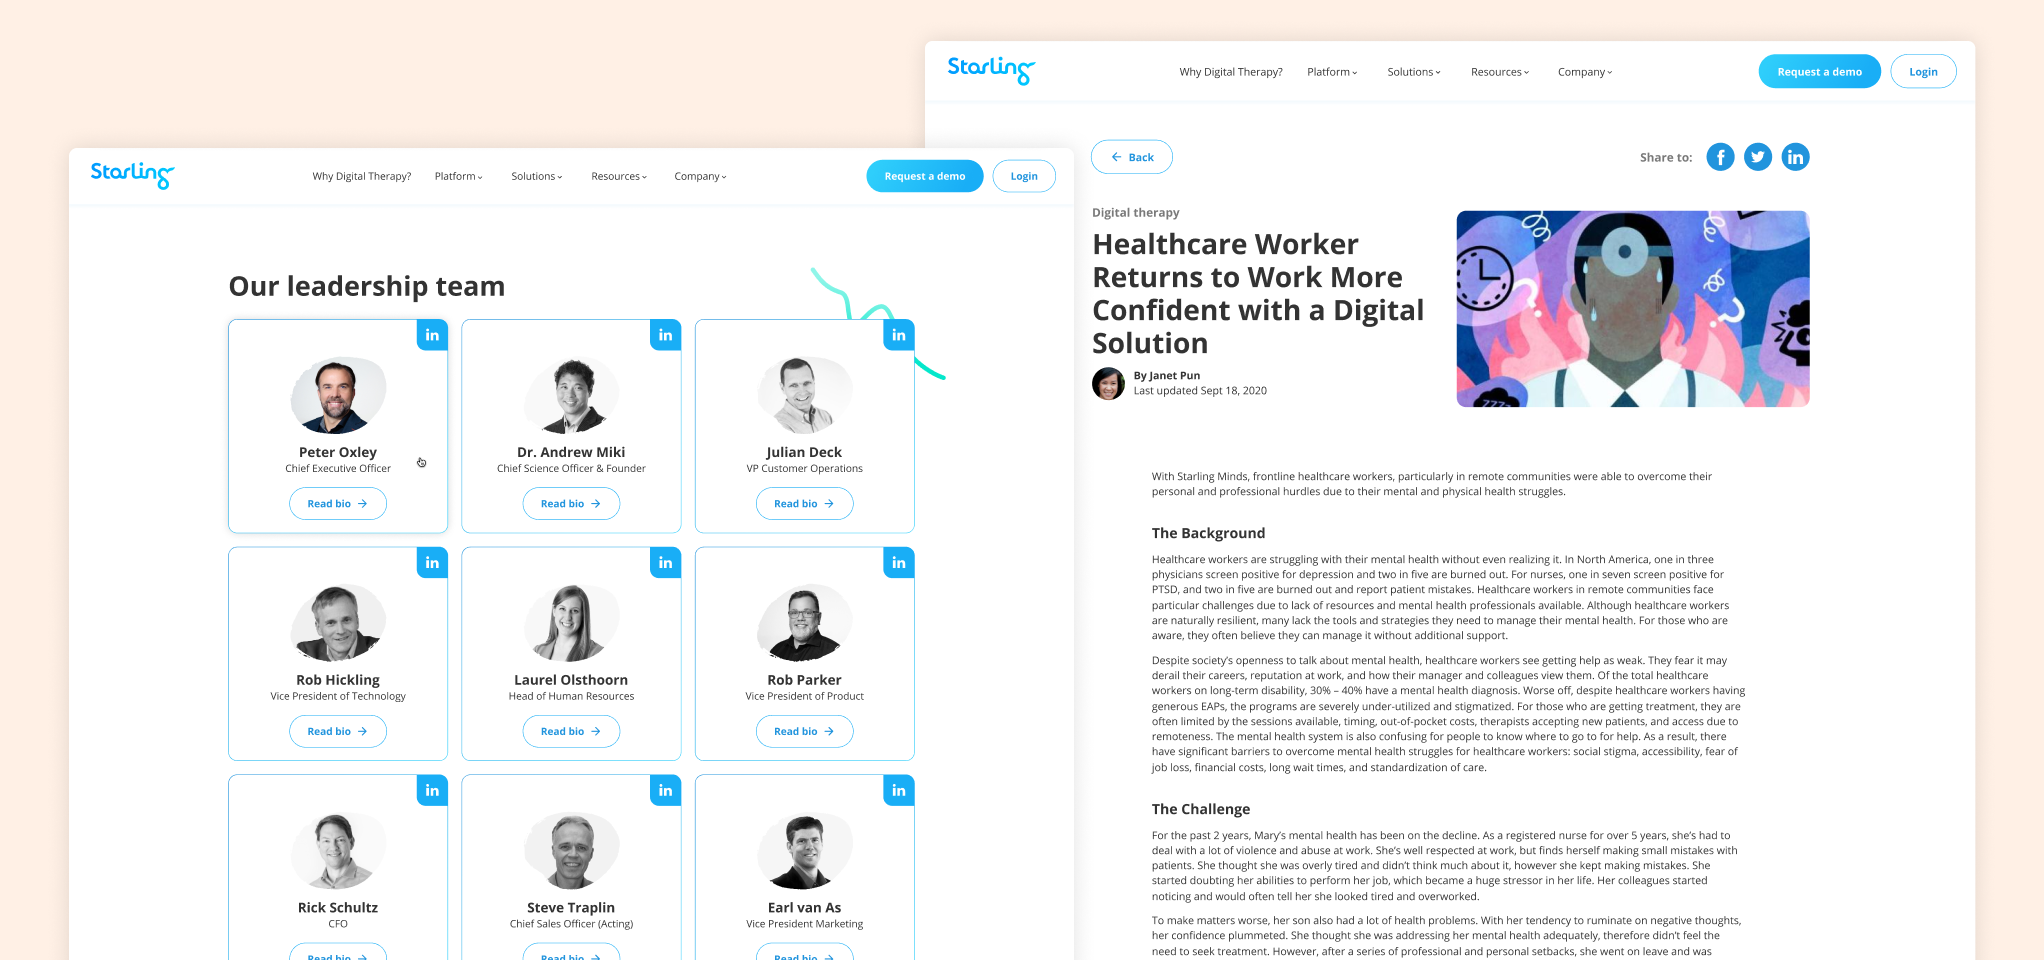 Starling
Why Digital Therapy?
Platform
Solutions
Resources
Company
Request a demo
Login
Our leadership team
in
in
in
Peter Oxley
Chief Executive Officer
Read bio
Dr. Andrew Miki
Chief Science Officer & Founder
Read bio
Julian Deck
VP Customer Operations
Read bio
in
in
in
Rob Hickling
Vice President of Technology
Read bio
Laurel Olsthoorn
Head of Human Resources
Read bio
Rob Parker
Vice President of Product
Read bio
in
in
in
Rick Schultz
CFO
Read bio
Steve Traplin
Chief Sales Officer (Acting)
Read bio
Earl van As
Vice President Marketing
Read bio
Starling
Why Digital Therapy?
Platform
Solutions
Resources
Company
Request a demo
Login
Back
Share to:
f
in
Digital therapy
Healthcare Worker
Returns to Work More
Confident with a Digital
Solution
By Janet Pun
Last updated Sept 18, 2020
? ?
zzzz
With Starling Minds, frontline healthcare workers, particularly in remote communities were able to overcome their
personal and professional hurdles due to their mental and physical health struggles.
The Background
Healthcare workers are struggling with their mental health without even realizing it. In North America, one in three
physicians screen positive for depression and two in five are burned out. For nurses, one in seven screen positive for
PTSD, and two in five are burned out and report patient mistakes. Healthcare workers in remote communities face
particular challenges due to lack of resources and mental health professionals available. Although healthcare workers
are naturally resilient, many lack the tools and strategies they need to manage their mental health. For those who are
aware, they often believe they can manage it without additional support.
Despite society's openness to talk about mental health, healthcare workers see getting help as weak. They fear it may
derail their careers, reputation at work, and how their manager and colleagues view them. Of the total healthcare
workers on long-term disability, 30% – 40% have a mental health diagnosis. Worse off, despite healthcare workers having
generous EAPs, the programs are severely under-utilized and stigmatized. For those who are getting treatment, they are
often limited by the sessions available, timing, out-of-pocket costs, therapists accepting new patients, and access due to
remoteness. The mental health system is also confusing for people to know where to go to for help. As a result, there
have significant barriers to overcome mental health struggles for healthcare workers: social stigma, accessibility, fear of
job loss, financial costs, long wait times, and standardization of care.
The Challenge
For the past 2 years, Mary's mental health has been on the decline. As a registered nurse for over 5 years, she's had to
deal with a lot of violence and abuse at work. She's well respected at work, but finds herself making small mistakes with
patients. She thought she was overly tired and didn't think much about it, however she kept making mistakes. She
started doubting her abilities to perform her job, which became a huge stressor in her life. Her colleagues started
noticing and would often tell her she looked tired and overworked.
To make matters worse, her son also had a lot of health problems. With her tendency to ruminate on negative thoughts,
her confidence plummeted. She thought she was addressing her mental health adequately, therefore didn't feel the
need to seek treatment. However, after a series of professional and personal setbacks, she went on leave and was